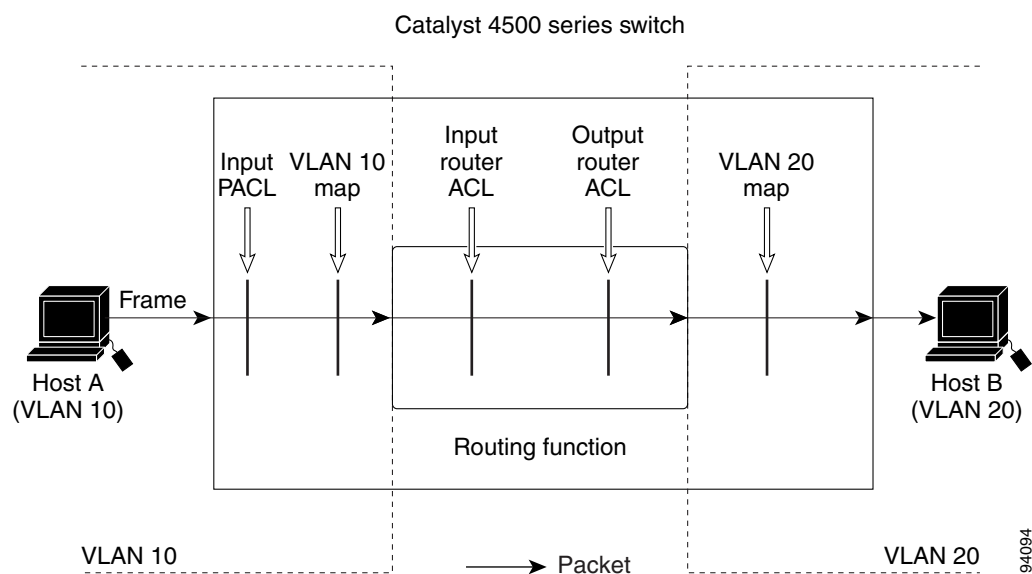 Catalyst 4500 series switch
Input
PACL
VLAN 10
map
Input
router
ACL
Output
router
ACL
VLAN 20
map
Frame
Host A
(VLAN 10)
Host B
(VLAN 20)
Routing function
VLAN 10
Packet
VLAN 20
94094